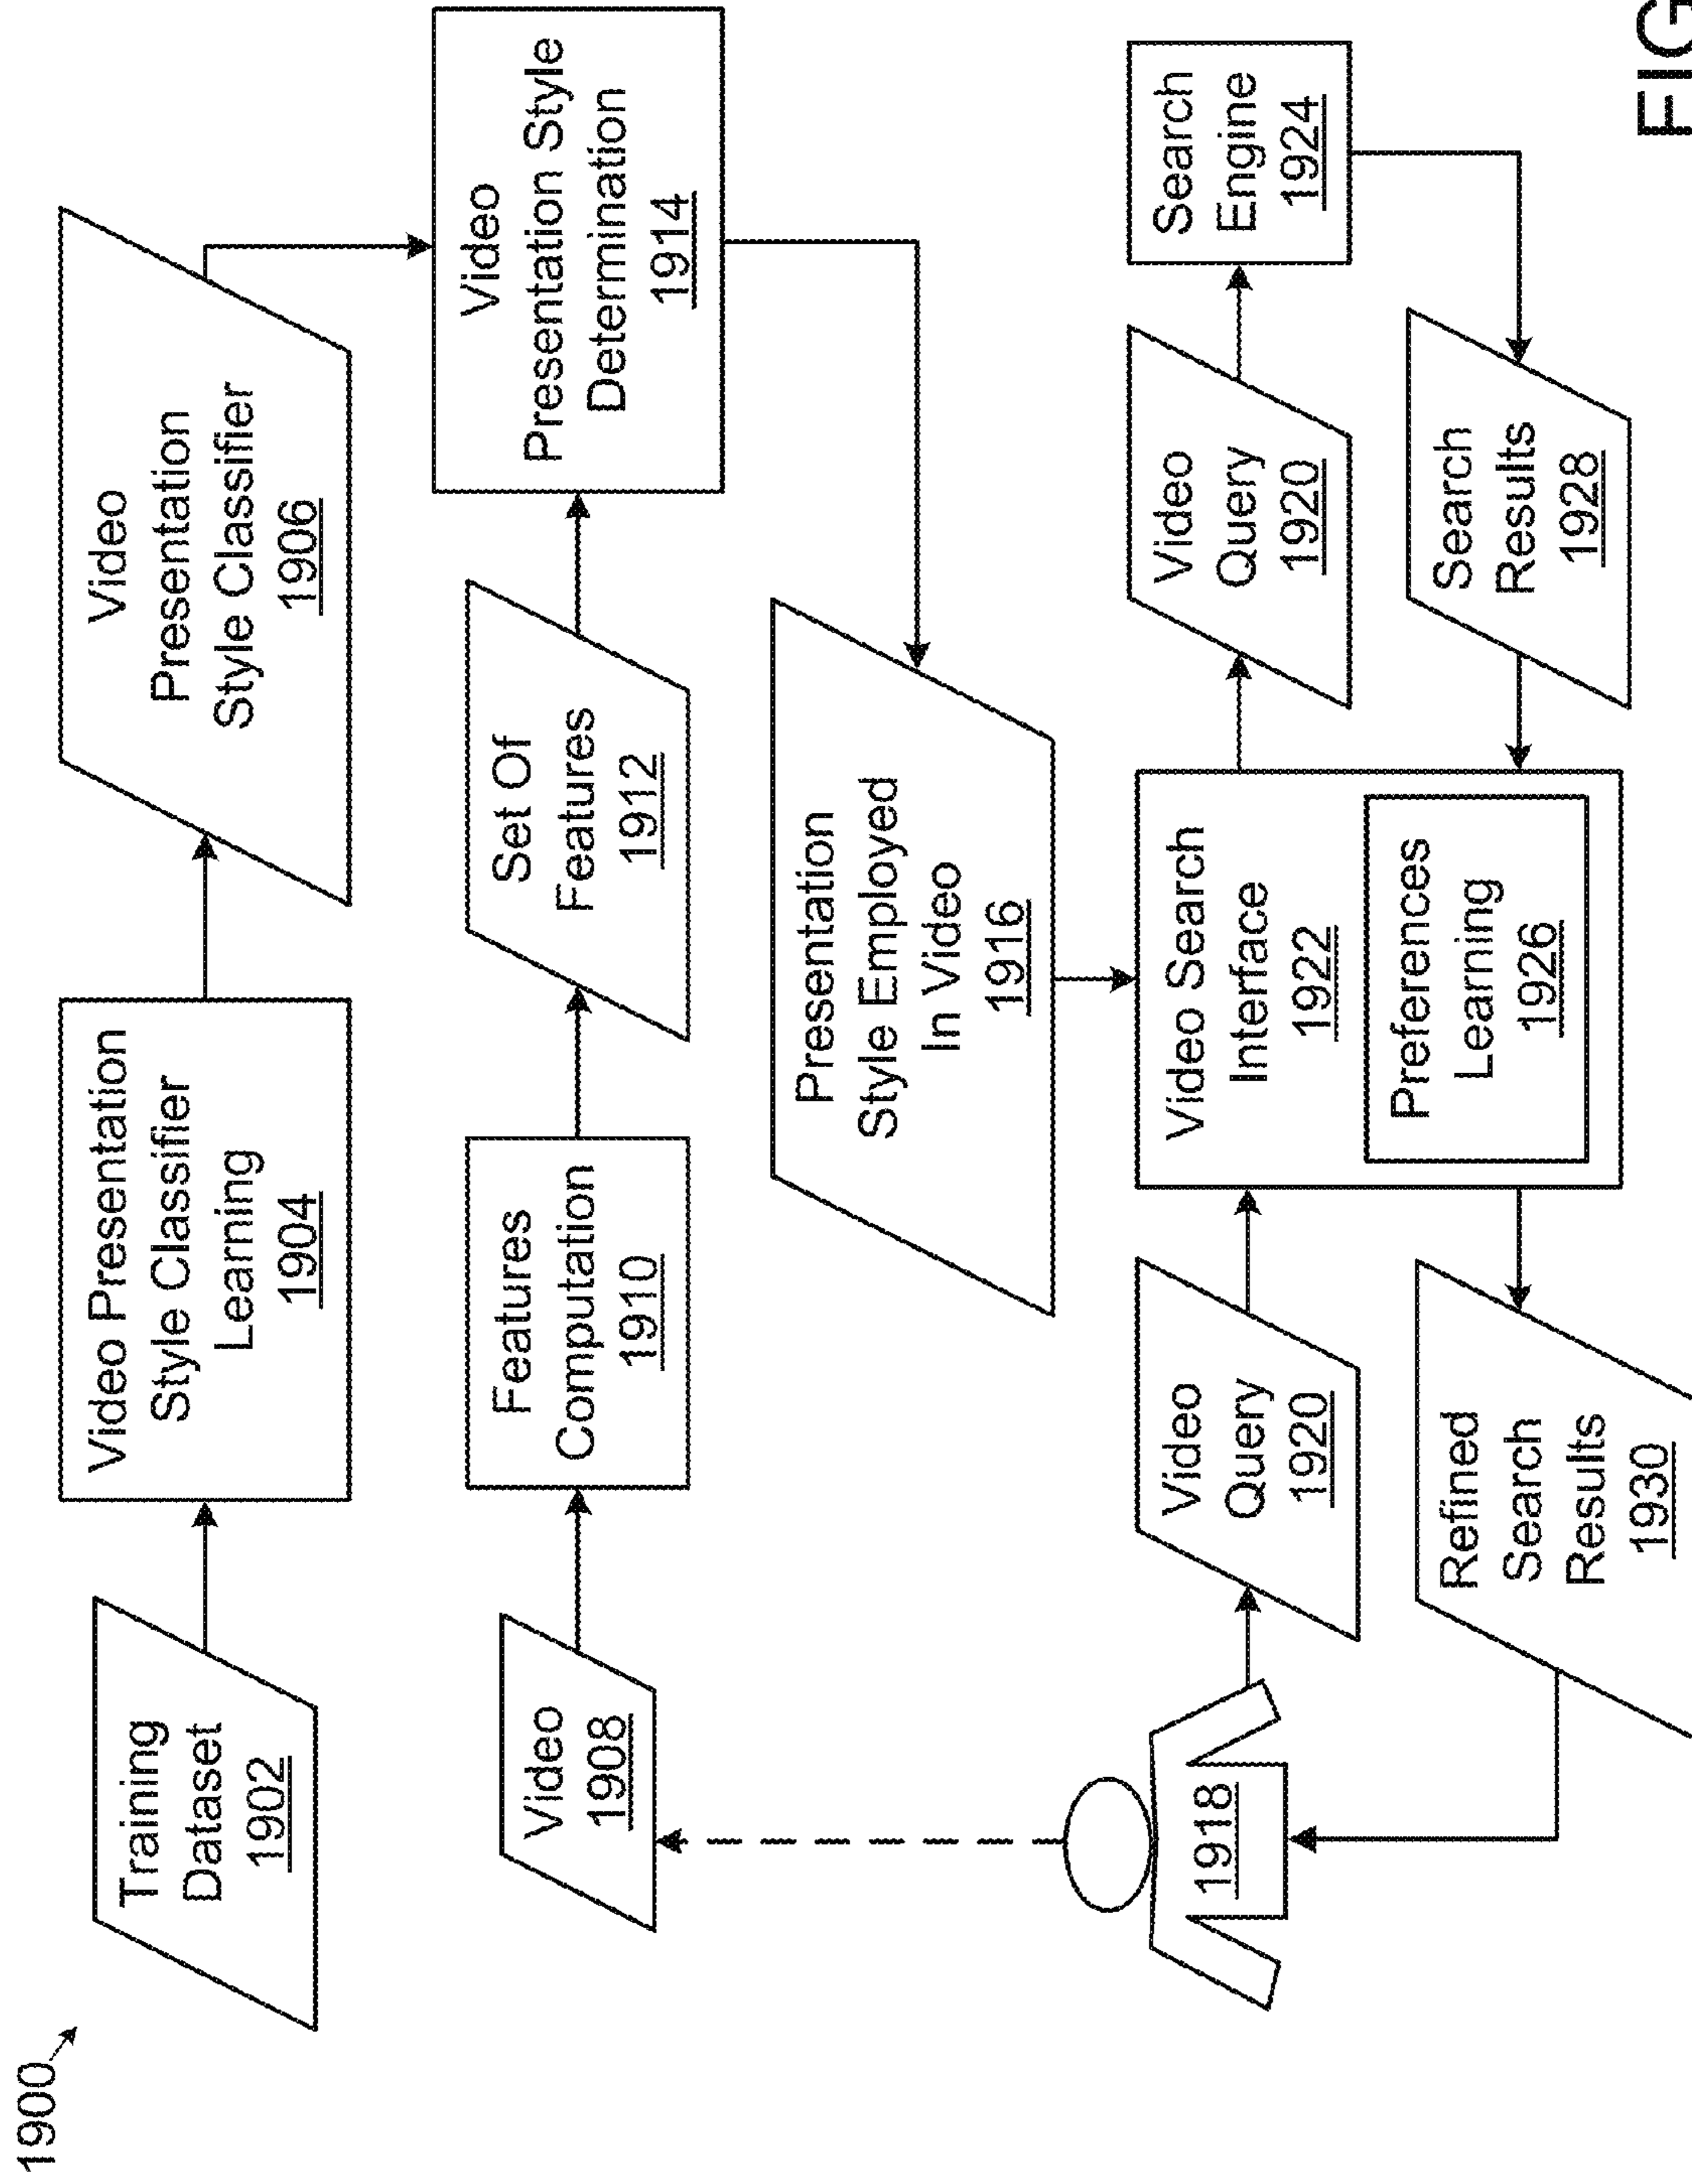 1900
Training
Dataset
1902
Video Presentation
Style Classifier
Learning
1904
Video
Presentation
Style Classifier
1906
Video
1908
Features
Computation
1910
Set Of
Features
1912
Video
Presentation Style
Determination
1914
Presentation
Style Employed
In Video
1916
1918
Video
Query
1920
Video Search
Interface
1922
Preferences
Learning
1926
Video
Query
1920
Search
Engine
1924
Search
Results
1928
Refined
Search
Results
1930
FIG